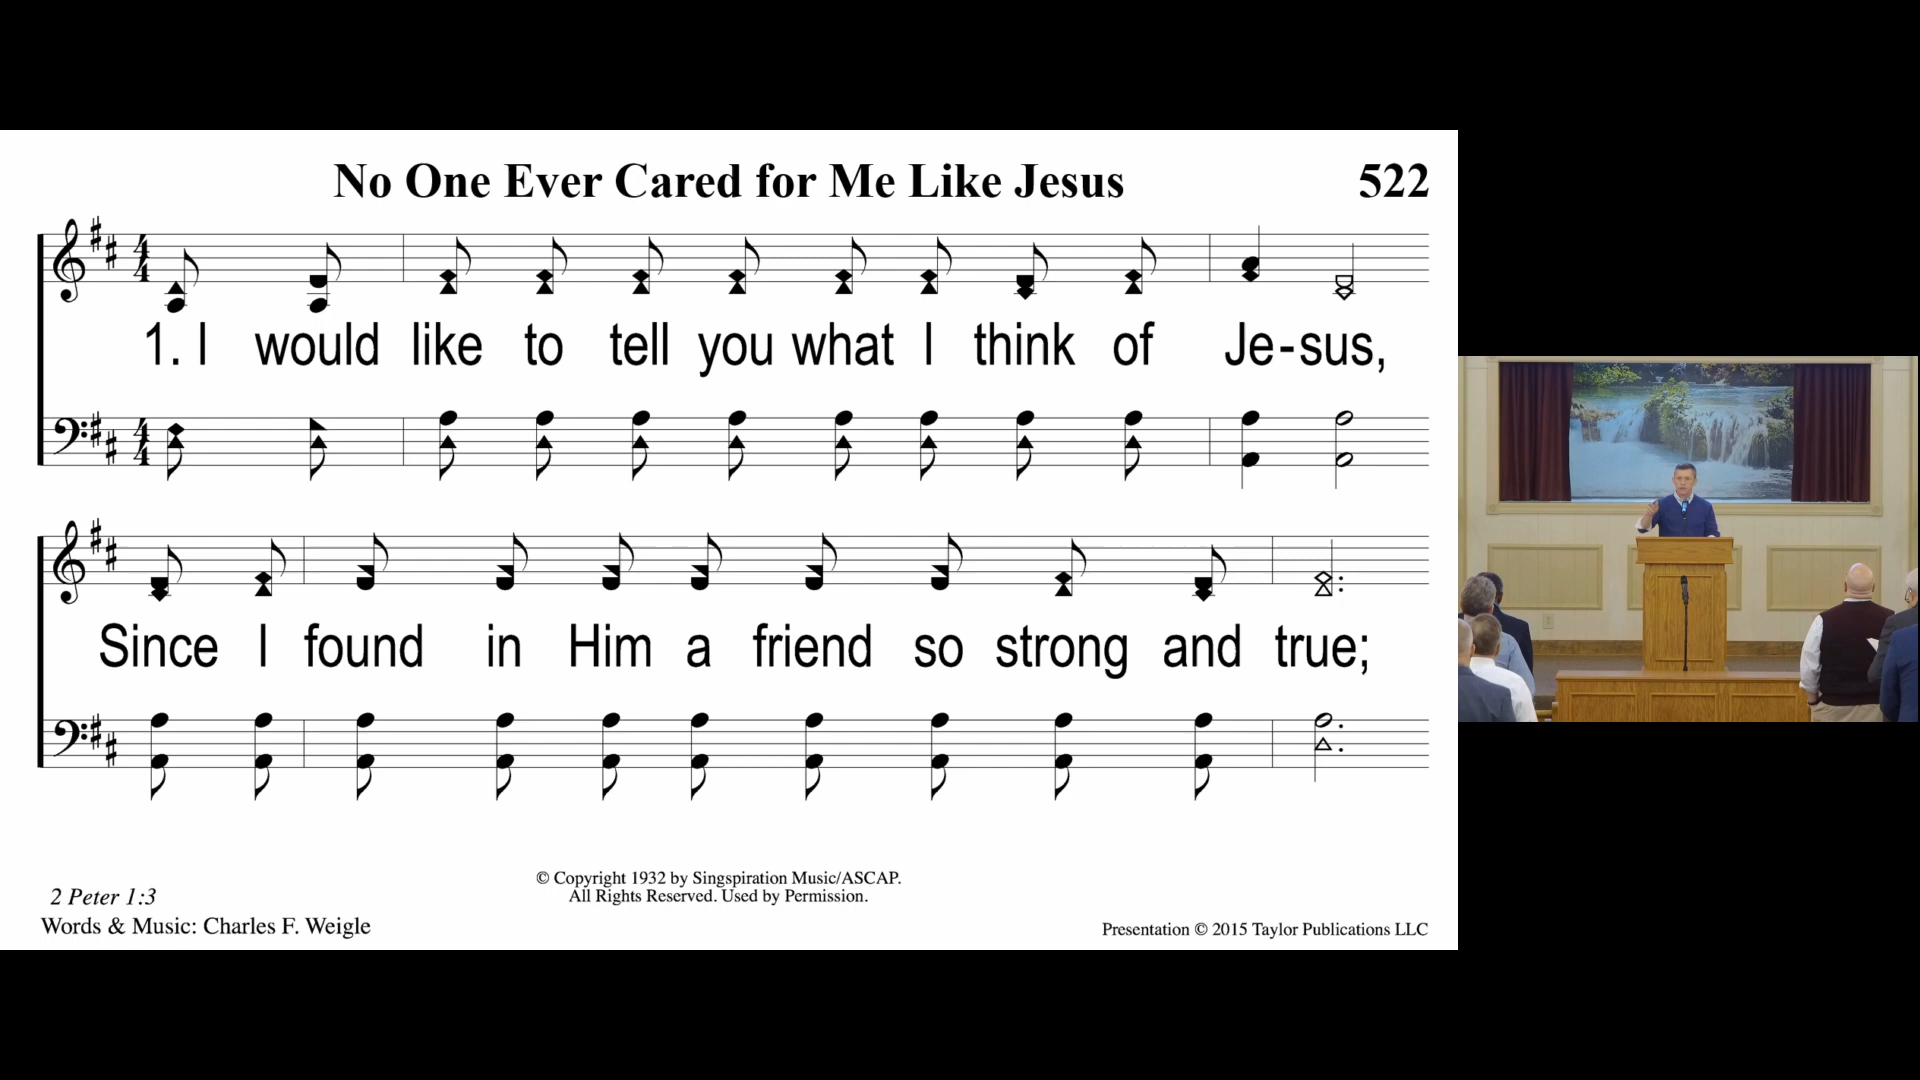 No One Ever Cared for Me Like Jesus 522
1. I would like to tell you what I think of Je-sus,
Since I found in Him a friend so strong and true;
© Copyright 1932 by Singspiration Music/ASCAP.
All Rights Reserved. Used by Permission.
2 Peter 1:3
Words & Music: Charles F. Weigle
Presentation © 2015 Taylor Publications LLC